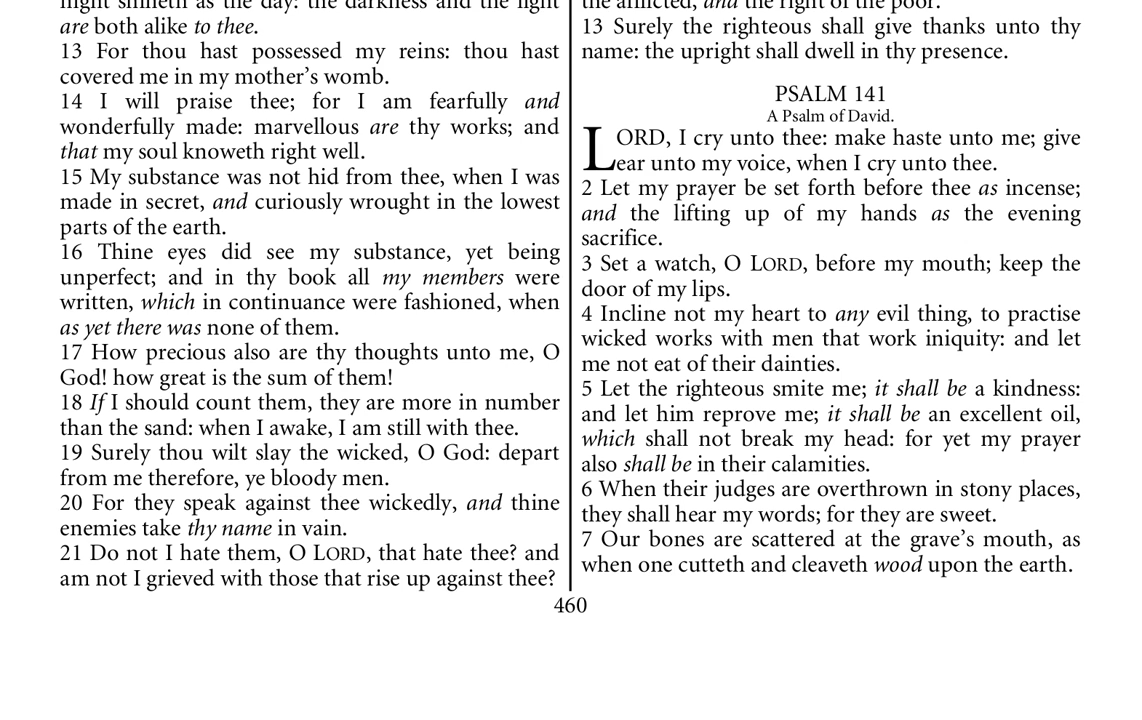 night shineth as the day: the darkness and the light
are both alike to thee.
13 For thou hast possessed my reins: thou hast
covered me in my mother’s womb.
14 I will praise thee; for I am fearfully and
wonderfully made: marvellous are thy works; and
that my soul knoweth right well.
15 My substance was not hid from thee, when I was
made in secret, and curiously wrought in the lowest
parts of the earth.
16 Thine eyes did see my substance, yet being
unperfect; and in thy book all my members were
written, which in continuance were fashioned, when
as yet there was none of them.
17 How precious also are thy thoughts unto me, O
God! how great is the sum of them!
18 If I should count them, they are more in number
than the sand: when I awake, I am still with thee.
19 Surely thou wilt slay the wicked, O God: depart
from me therefore, ye bloody men.
20 For they speak against thee wickedly, and thine
enemies take thy name in vain.
21 Do not I hate them, O LORD, that hate thee? and
am not I grieved with those that rise up against thee?
the afflicted, and the right of the poor.
13 Surely the righteous shall give thanks unto thy
name: the upright shall dwell in thy presence.
PSALM 141
A Psalm of David.
LORD, I cry unto thee: make haste unto me; give
ear unto my voice, when I cry unto thee.
2 Let my prayer be set forth before thee as incense;
and the lifting up of my hands as the evening
sacrifice.
3 Set a watch, O LORD, before my mouth; keep the
door of my lips.
4 Incline not my heart to any evil thing, to practise
wicked works with men that work iniquity: and let
me not eat of their dainties.
5 Let the righteous smite me; it shall be a kindness:
and let him reprove me; it shall be an excellent oil,
which shall not break my head: for yet my prayer
also shall be in their calamities.
6 When their judges are overthrown in stony places,
they shall hear my words; for they are sweet.
7 Our bones are scattered at the grave’s mouth, as
when one cutteth and cleaveth wood upon the earth.
460